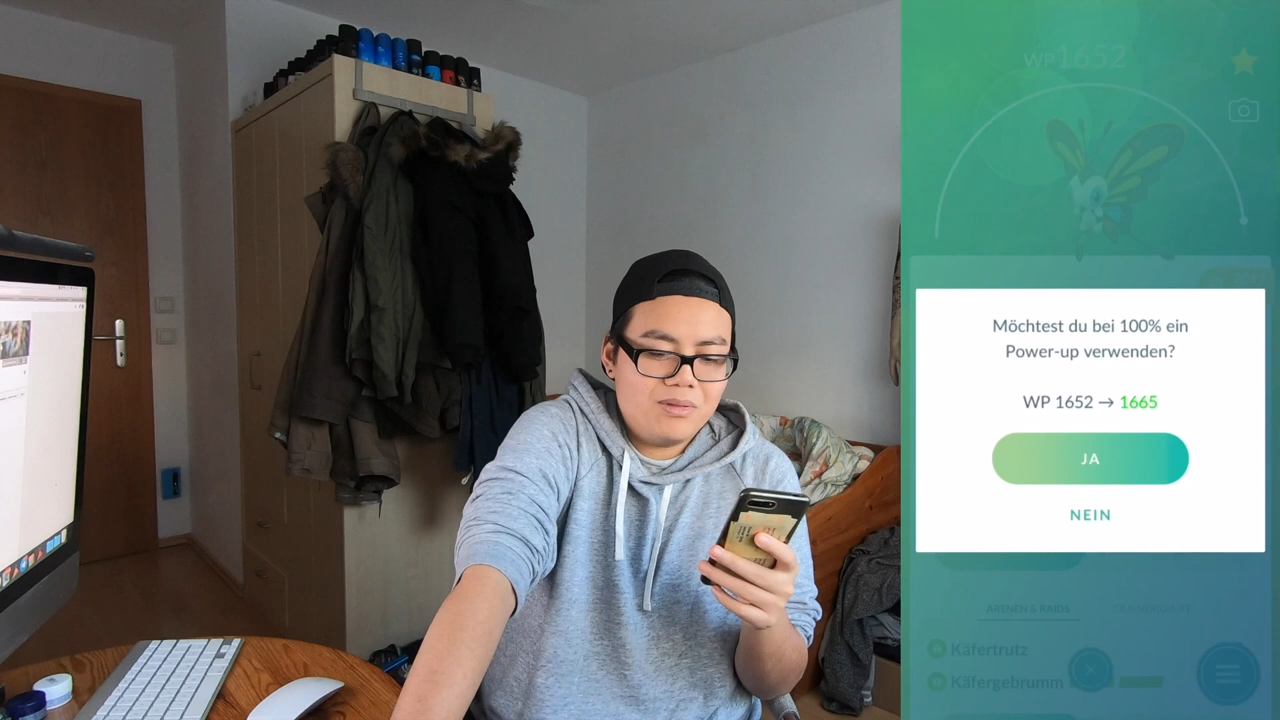 WP1652
Möchtest du bei 100% ein
Power-up verwenden?
WP 1652 → 1665
JA
NEIN
ARENEN & RAIDS
Käfertrutz
Käfergebrumm